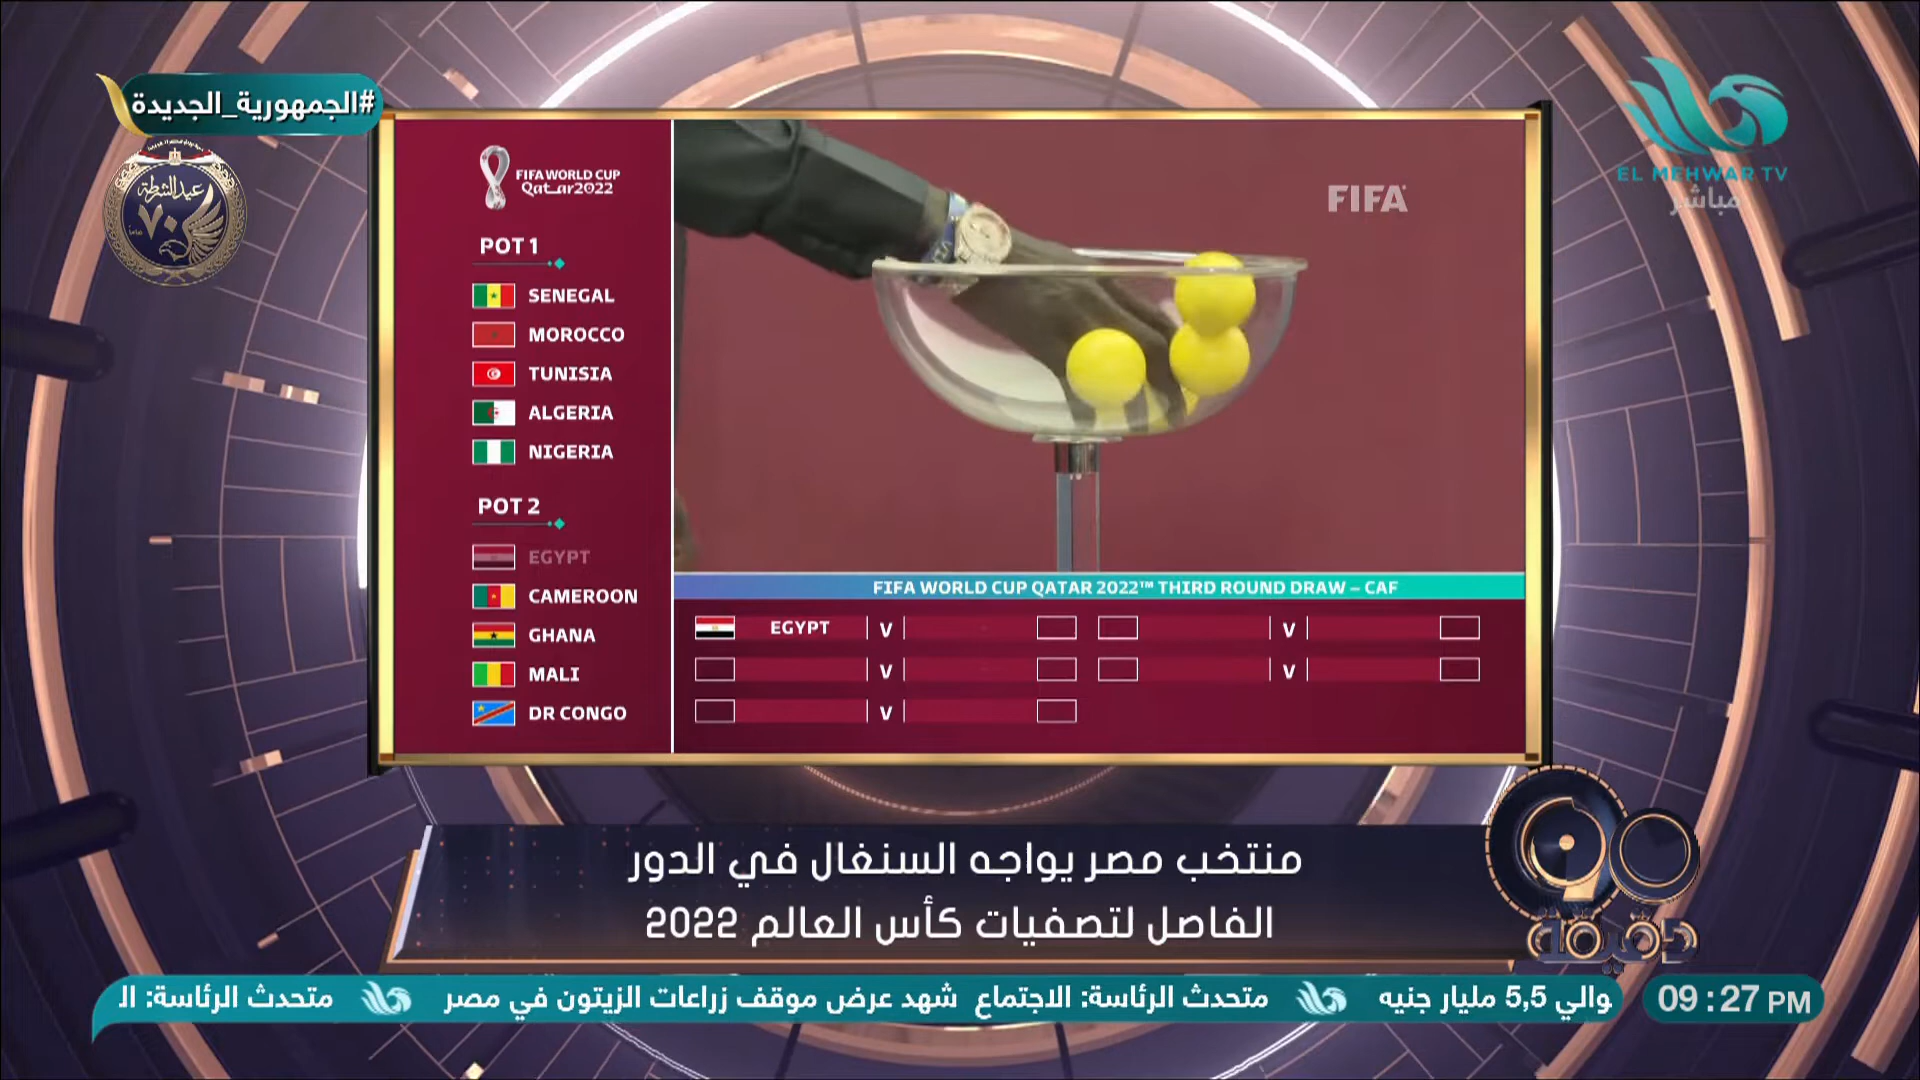 #الجمهورية_الجديدة
عيد الشرطة
٧٠
EL MEHWAR TV
مباشر
FIFA WORLD CUP
Qatar2022
FIFA
POT 1
SENEGAL
MOROCCO
TUNISIA
ALGERIA
NIGERIA
POT 2
EGYPT
CAMEROON
GHANA
MALI
DR CONGO
FIFA WORLD CUP QATAR 2022™ THIRD ROUND DRAW – CAF
EGYPT V V
V V
V
منتخب مصر يواجه السنغال في الدور
الفاصل لتصفيات كأس العالم 2022
90
دقيقة
والي 5,5 مليار جنيه متحدث الرئاسة: الاجتماع شهد عرض موقف زراعات الزيتون في مصر متحدث الرئاسة: ال
09:27 PM